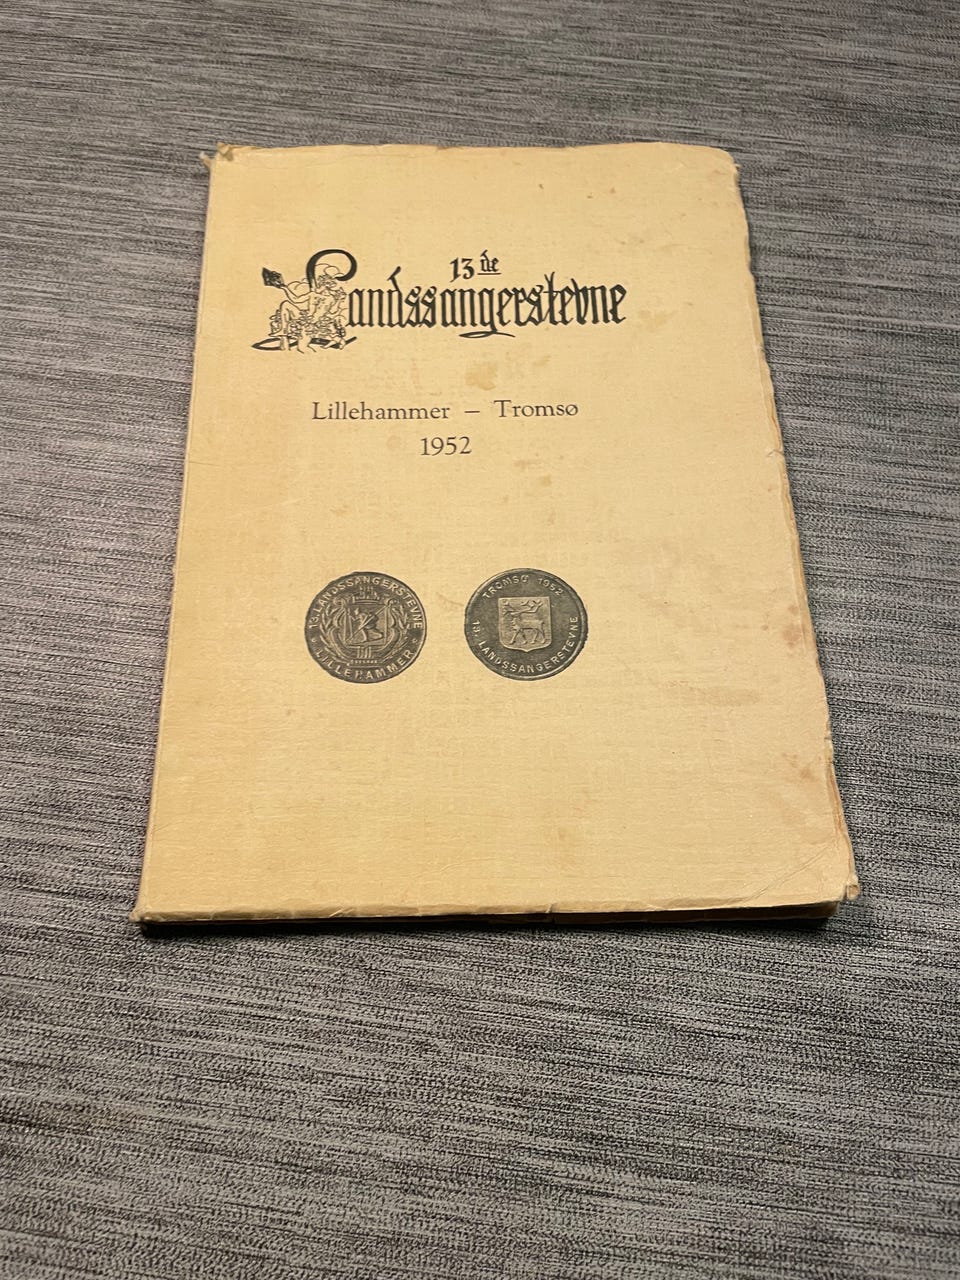 13de
Landssangerstevne
Lillehammer – Tromsø
1952
13. LANDSSANGERSTEVNE
LILLEHAMMER
TROMSØ 1952
13. LANDSSANGERSTEVNE